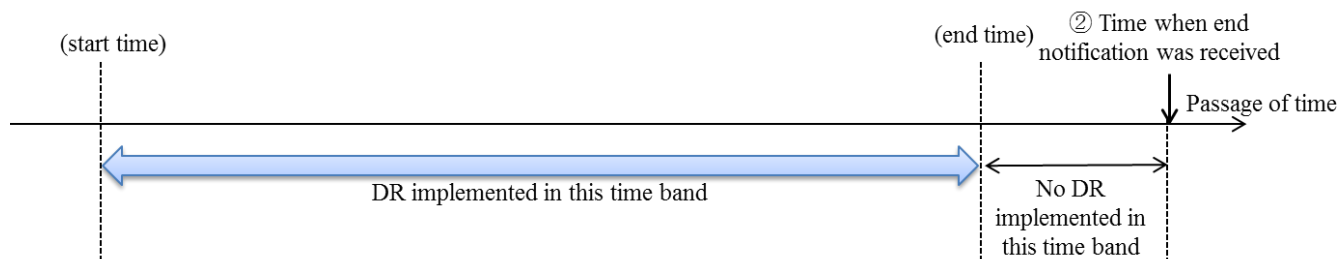 (start time)
(end time)
② Time when end
notification was received
Passage of time
DR implemented in this time band
No DR
implemented in
this time band